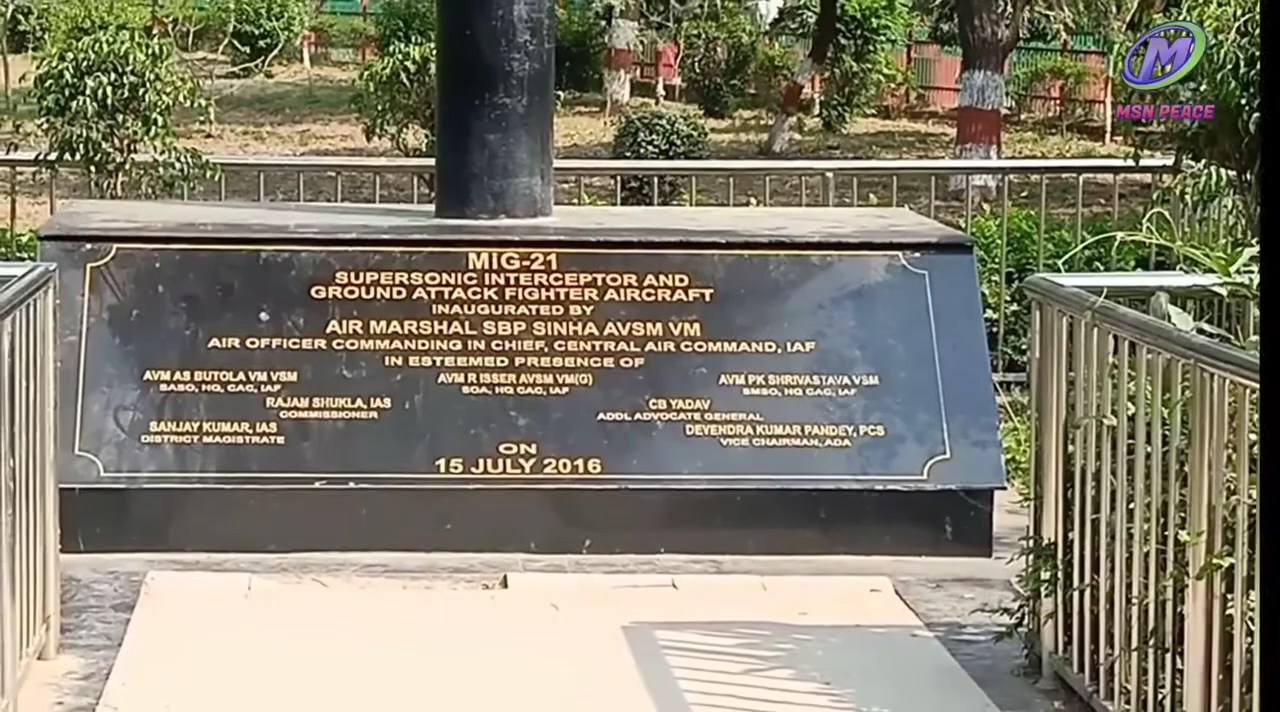 M
MSN PEACE
MIG-21
SUPERSONIC INTERCEPTOR AND
GROUND ATTACK FIGHTER AIRCRAFT
INAUGURATED BY
AIR MARSHAL SBP SINHA AVSM VM
AIR OFFICER COMMANDING IN CHIEF, CENTRAL AIR COMMAND, IAF
IN ESTEEMED PRESENCE OF
AVM AS BUTOLA VM VSM
SASO, HQ, CAC, IAF
AVM R ISSER AVSM VM(G)
SOA, HQ CAC, IAF
AVM PK SHRIVASTAVA VSM
SMSO, HQ CAC, IAF
RAJAN SHUKLA, IAS
COMMISSIONER
CB YADAV
ADDL ADVOCATE GENERAL
SANJAY KUMAR, IAS
DISTRICT MAGISTRATE
DEVENDRA KUMAR PANDEY, PCS
VICE CHAIRMAN, ADA
ON
15 JULY 2016